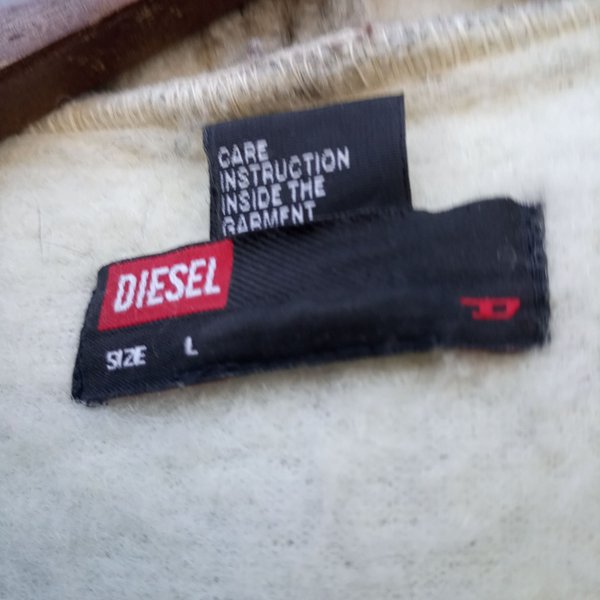 CARE
INSTRUCTION
INSIDE THE
GARMENT
DIESEL
SIZE L